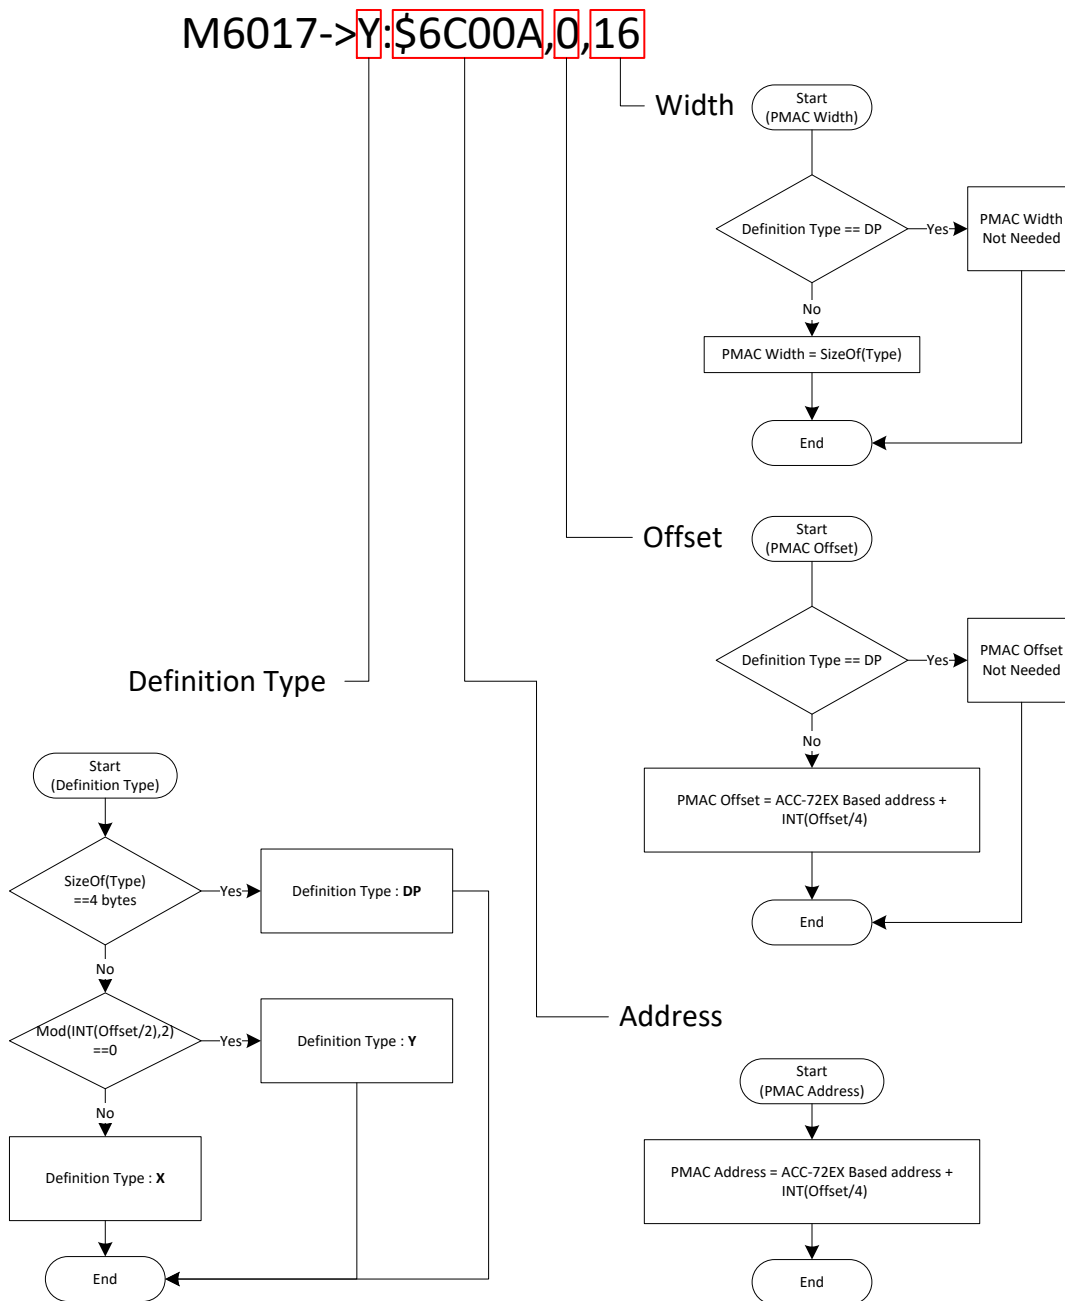 M6017->Y:$6C00A,0,16
Width
Start
(PMAC Width)
Definition Type == DP
Yes
PMAC Width
Not Needed
No
PMAC Width = SizeOf(Type)
End
Offset
Start
(PMAC Offset)
Definition Type == DP
Yes
PMAC Offset
Not Needed
No
PMAC Offset = ACC-72EX Based address +
INT(Offset/4)
End
Definition Type
Start
(Definition Type)
SizeOf(Type)
==4 bytes
Yes
Definition Type : DP
No
Mod(INT(Offset/2),2)
==0
Yes
Definition Type : Y
No
Definition Type : X
End
Address
Start
(PMAC Address)
PMAC Address = ACC-72EX Based address +
INT(Offset/4)
End